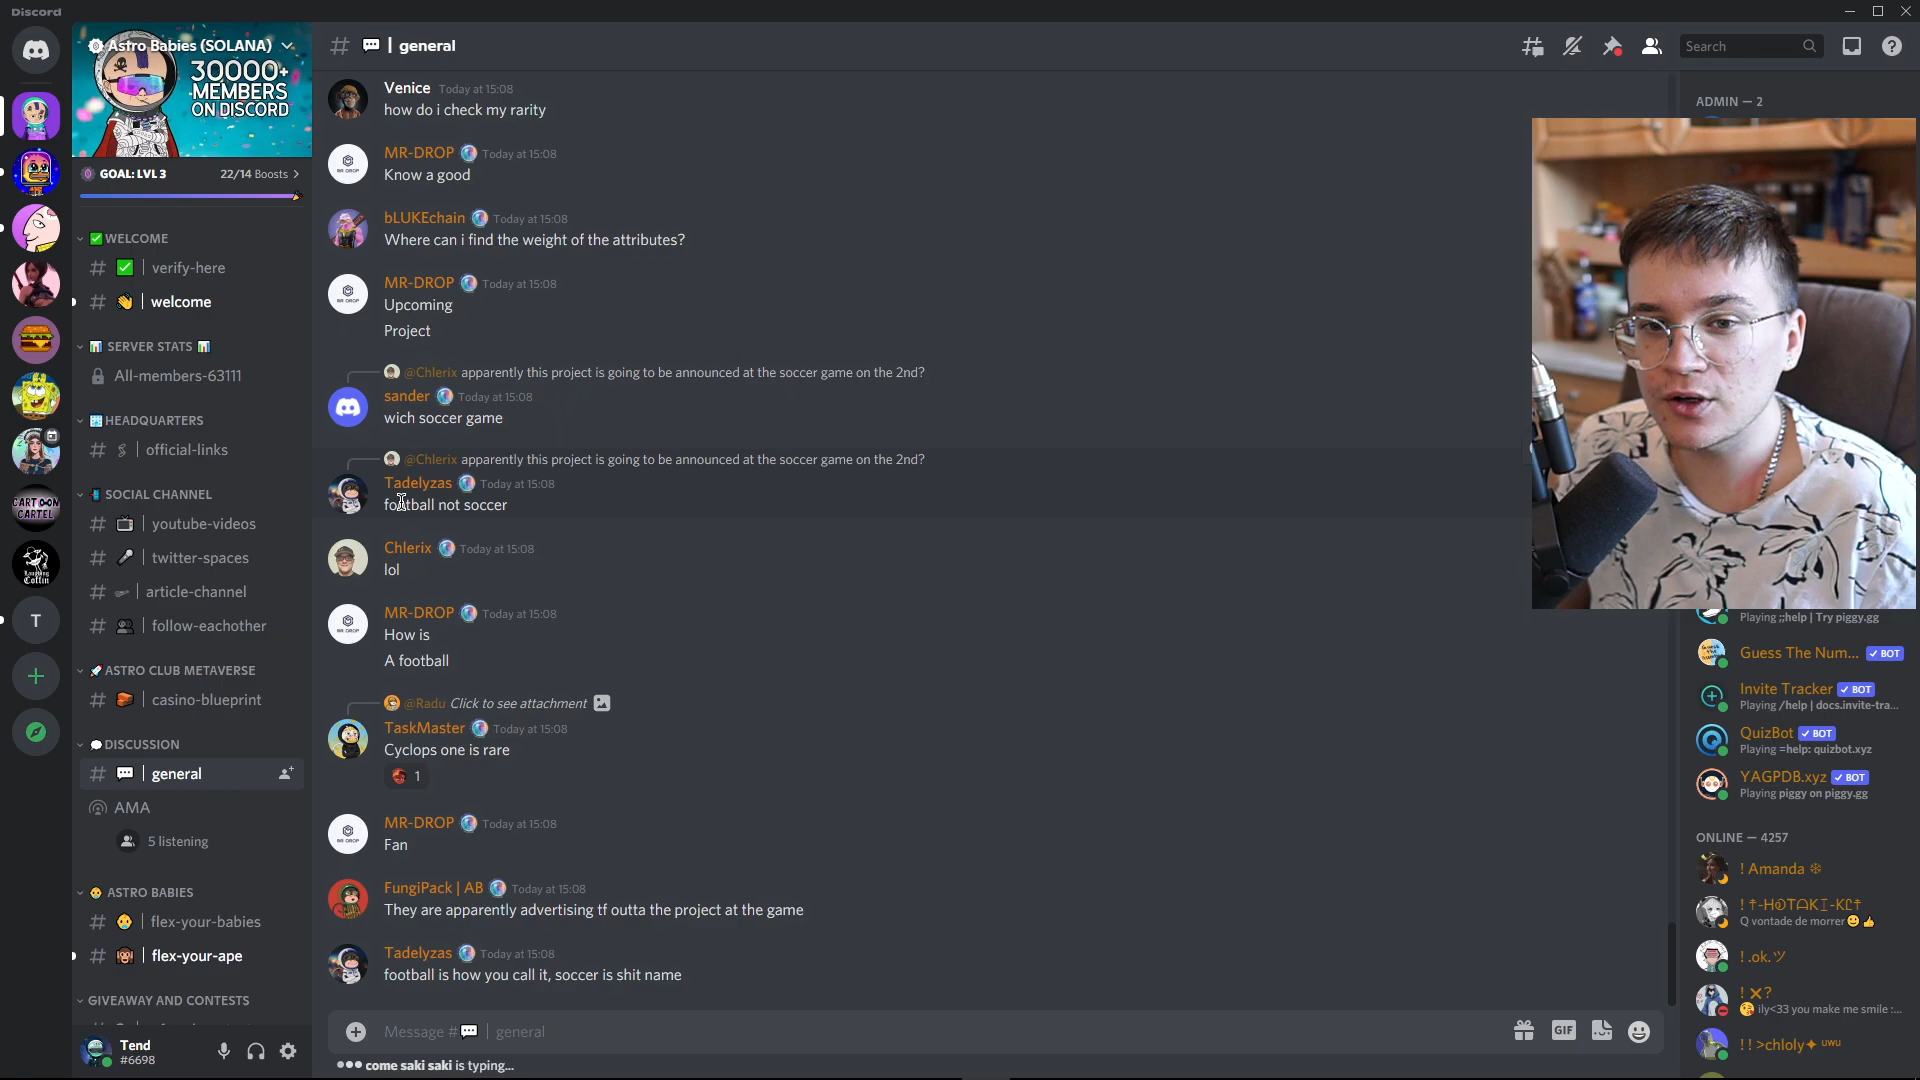 Discord
Astro Babies (SOLANA)
30000+
MEMBERS
ON DISCORD
GOAL: LVL 3
22/14 Boosts
WELCOME
verify-here
welcome
SERVER STATS
All-members-63111
HEADQUARTERS
official-links
SOCIAL CHANNEL
youtube-videos
twitter-spaces
article-channel
follow-eachother
ASTRO CLUB METAVERSE
casino-blueprint
DISCUSSION
general
AMA
5 listening
ASTRO BABIES
flex-your-babies
flex-your-ape
GIVEAWAY AND CONTESTS
Tend
#6698
CARTOON
CARTEL
Laughing
Coffin
T
# | general
Search
Venice Today at 15:08
how do i check my rarity
MR-DROP Today at 15:08
Know a good
bLUKEchain Today at 15:08
Where can i find the weight of the attributes?
MR-DROP Today at 15:08
Upcoming
Project
@Chlerix apparently this project is going to be announced at the soccer game on the 2nd?
sander Today at 15:08
wich soccer game
@Chlerix apparently this project is going to be announced at the soccer game on the 2nd?
Tadelyzas Today at 15:08
football not soccer
Chlerix Today at 15:08
lol
MR-DROP Today at 15:08
How is
A football
@Radu Click to see attachment
TaskMaster Today at 15:08
Cyclops one is rare
1
MR-DROP Today at 15:08
Fan
FungiPack | AB Today at 15:08
They are apparently advertising tf outta the project at the game
Tadelyzas Today at 15:08
football is how you call it, soccer is shit name
Message # | general
GIF
come saki saki is typing...
ADMIN — 2
Playing ;;help | Try piggy.gg
Guess The Num... BOT
Invite Tracker BOT
Playing /help | docs.invite-tra...
QuizBot BOT
Playing =help: quizbot.xyz
YAGPDB.xyz BOT
Playing piggy on piggy.gg
ONLINE — 4257
! Amanda ❄
Q vontade de morrer
! .ok.ツ
! ✕?
ily<33 you make me smile :...
! ! >chloly✦ ᵘʷᵘ